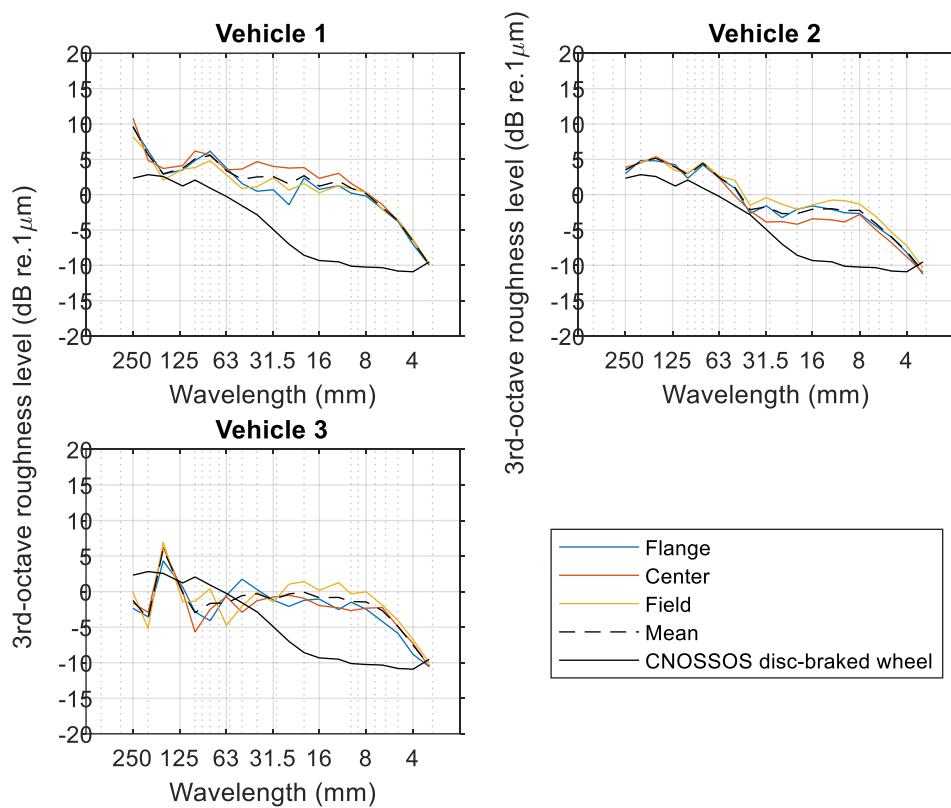 Vehicle 1
20
15
10
5
0
-5
-10
-15
-20
250 125 63 31.5 16 8 4
Wavelength (mm)
3rd-octave roughness level (dB re.1μm)
Vehicle 2
20
15
10
5
0
-5
-10
-15
-20
250 125 63 31.5 16 8 4
Wavelength (mm)
3rd-octave roughness level (dB re.1μm)
Vehicle 3
20
15
10
5
0
-5
-10
-15
-20
250 125 63 31.5 16 8 4
Wavelength (mm)
Flange
Center
Field
Mean
CNOSSOS disc-braked wheel